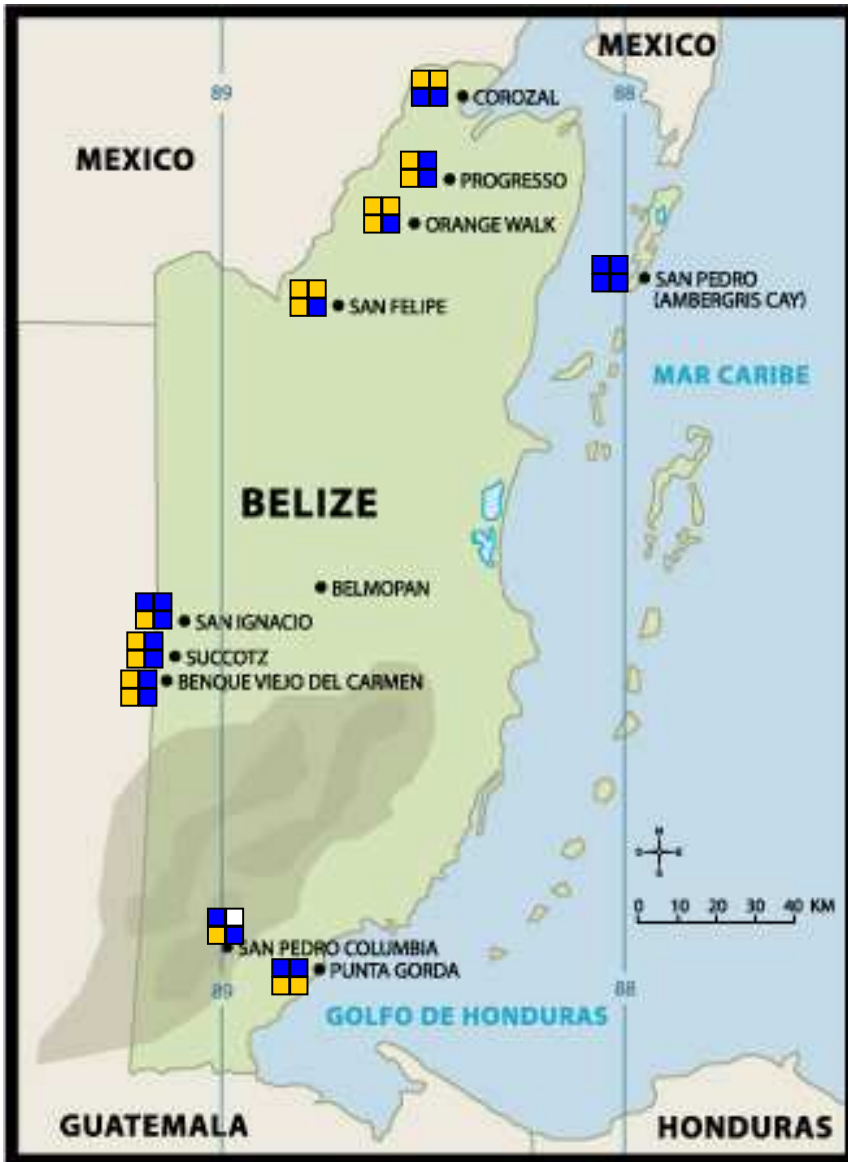 MEXICO
89
88
COROZAL
MEXICO
PROGRESSO
ORANGE WALK
SAN PEDRO
(AMBERGRIS CAY)
SAN FELIPE
MAR CARIBE
BELIZE
BELMOPAN
SAN IGNACIO
SUCCOTZ
BENQUE VIEJO DEL CARMEN
0 10 20 30 40 KM
SAN PEDRO COLUMBIA
PUNTA GORDA
89
88
GOLFO DE HONDURAS
GUATEMALA
HONDURAS